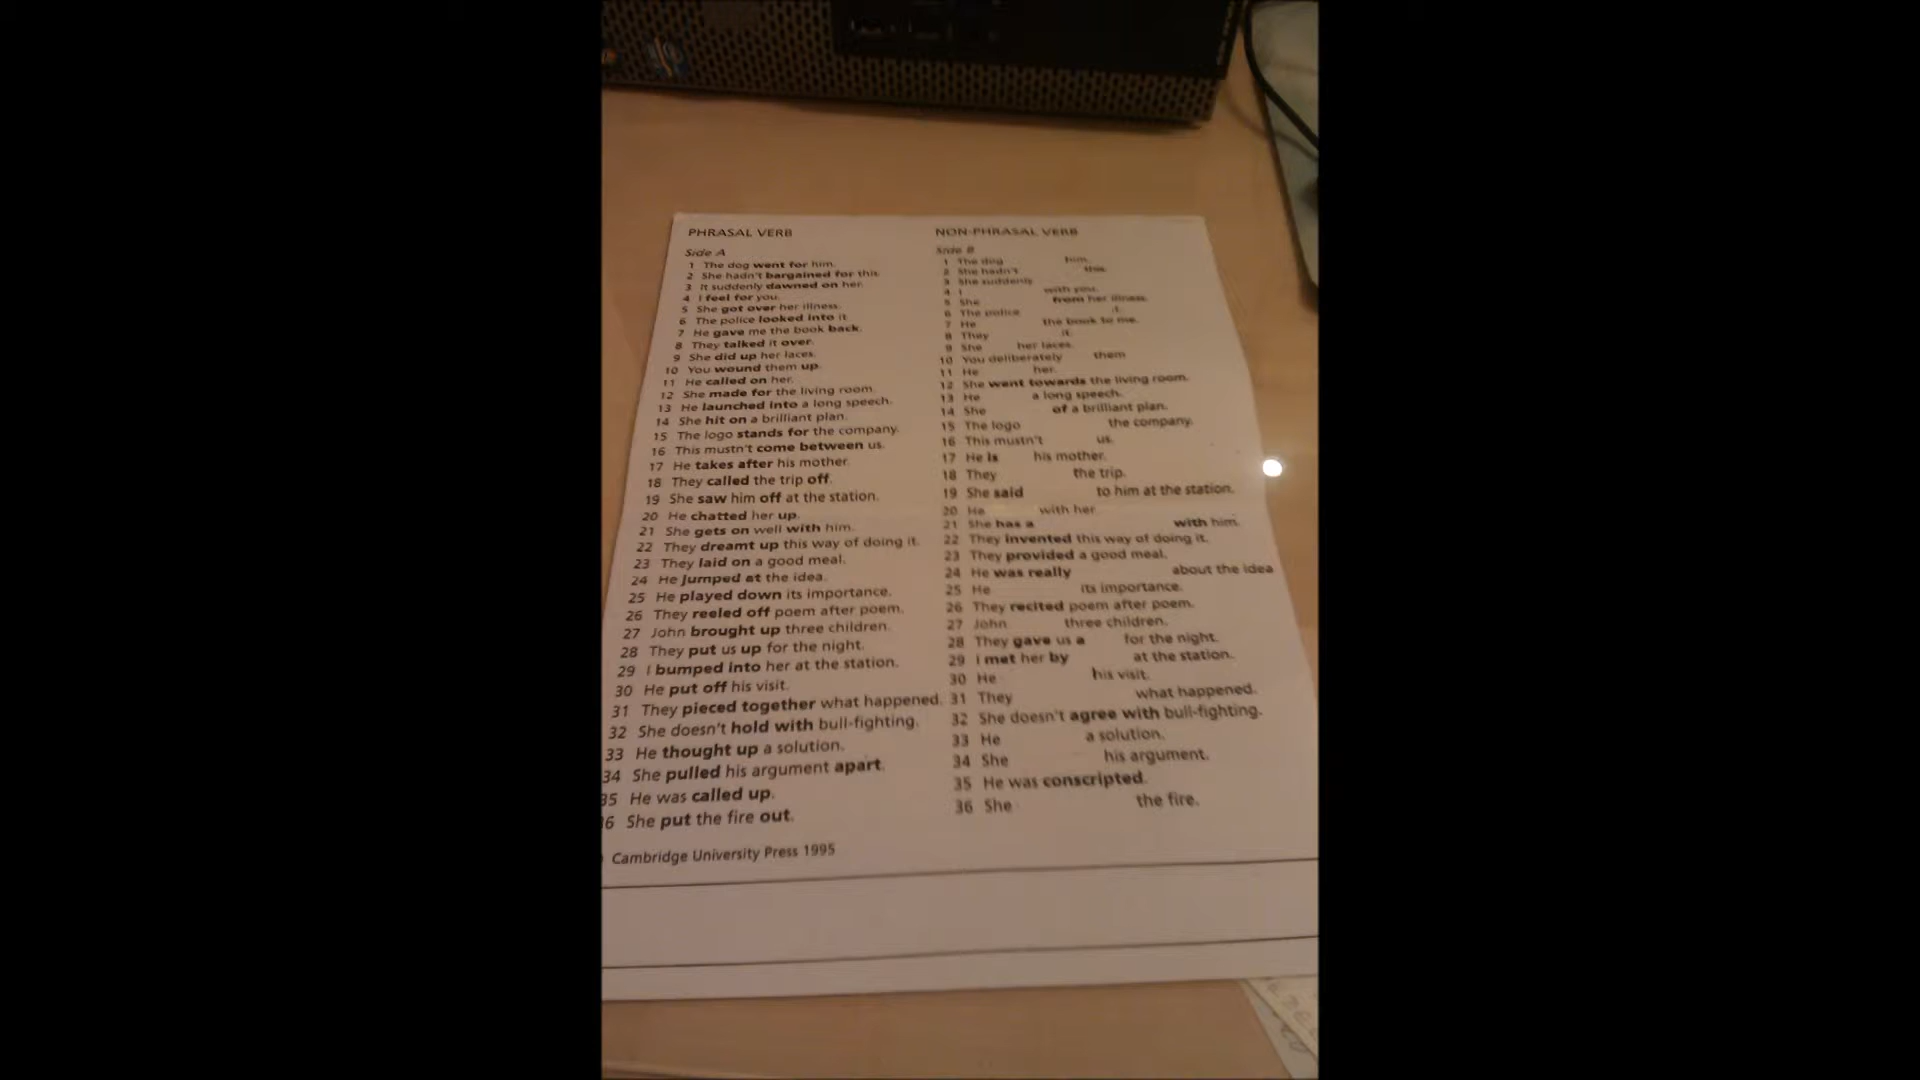 PHRASAL VERB
Side A
1 The dog went for him.
2 She hadn't bargained for this.
3 It suddenly dawned on her.
4 I feel for you.
5 She got over her illness.
6 The police looked into it.
7 He gave me the book back.
8 They talked it over.
9 She did up her laces.
10 You wound them up.
11 He called on her.
12 She made for the living room.
13 He launched into a long speech.
14 She hit on a brilliant plan.
15 The logo stands for the company.
16 This mustn't come between us.
17 He takes after his mother.
18 They called the trip off.
19 She saw him off at the station.
20 He chatted her up.
21 She gets on well with him.
22 They dreamt up this way of doing it.
23 They laid on a good meal.
24 He jumped at the idea.
25 He played down its importance.
26 They reeled off poem after poem.
27 John brought up three children.
28 They put us up for the night.
29 I bumped into her at the station.
30 He put off his visit.
31 They pieced together what happened.
32 She doesn't hold with bull-fighting.
33 He thought up a solution.
34 She pulled his argument apart.
35 He was called up.
36 She put the fire out.
Cambridge University Press 1995
NON-PHRASAL VERB
Side B
1 The dog him.
2 She hadn't this.
3 She suddenly
4 I with you.
5 She from her illness.
6 The police it.
7 He the book to me.
8 They it.
9 She her laces.
10 You deliberately them
11 He her.
12 She went towards the living room.
13 He a long speech.
14 She of a brilliant plan.
15 The logo the company.
16 This mustn't us.
17 He is his mother.
18 They the trip.
19 She said to him at the station.
20 He with her
21 She has a with him.
22 They invented this way of doing it.
23 They provided a good meal.
24 He was really about the idea
25 He its importance.
26 They recited poem after poem.
27 John three children.
28 They gave us a for the night.
29 I met her by at the station.
30 He his visit.
31 They what happened.
32 She doesn't agree with bull-fighting.
33 He a solution.
34 She his argument.
35 He was conscripted.
36 She the fire.